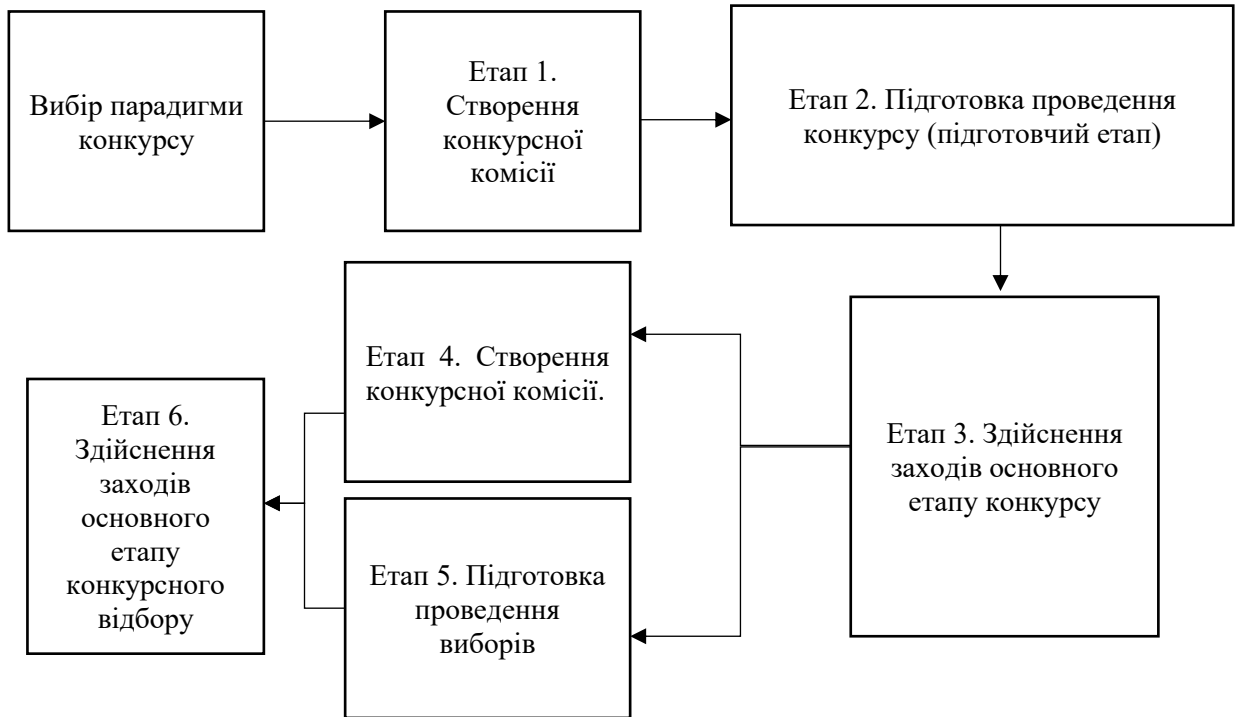 Вибір парадигми
конкурсу
Етап 1.
Створення
конкурсної
комісії
Етап 2. Підготовка проведення
конкурсу (підготовчий етап)
Етап 3. Здійснення
заходів основного
етапу конкурсу
Етап 4. Створення
конкурсної комісії.
Етап 5. Підготовка
проведення
виборів
Етап 6.
Здійснення
заходів
основного
етапу
конкурсного
відбору